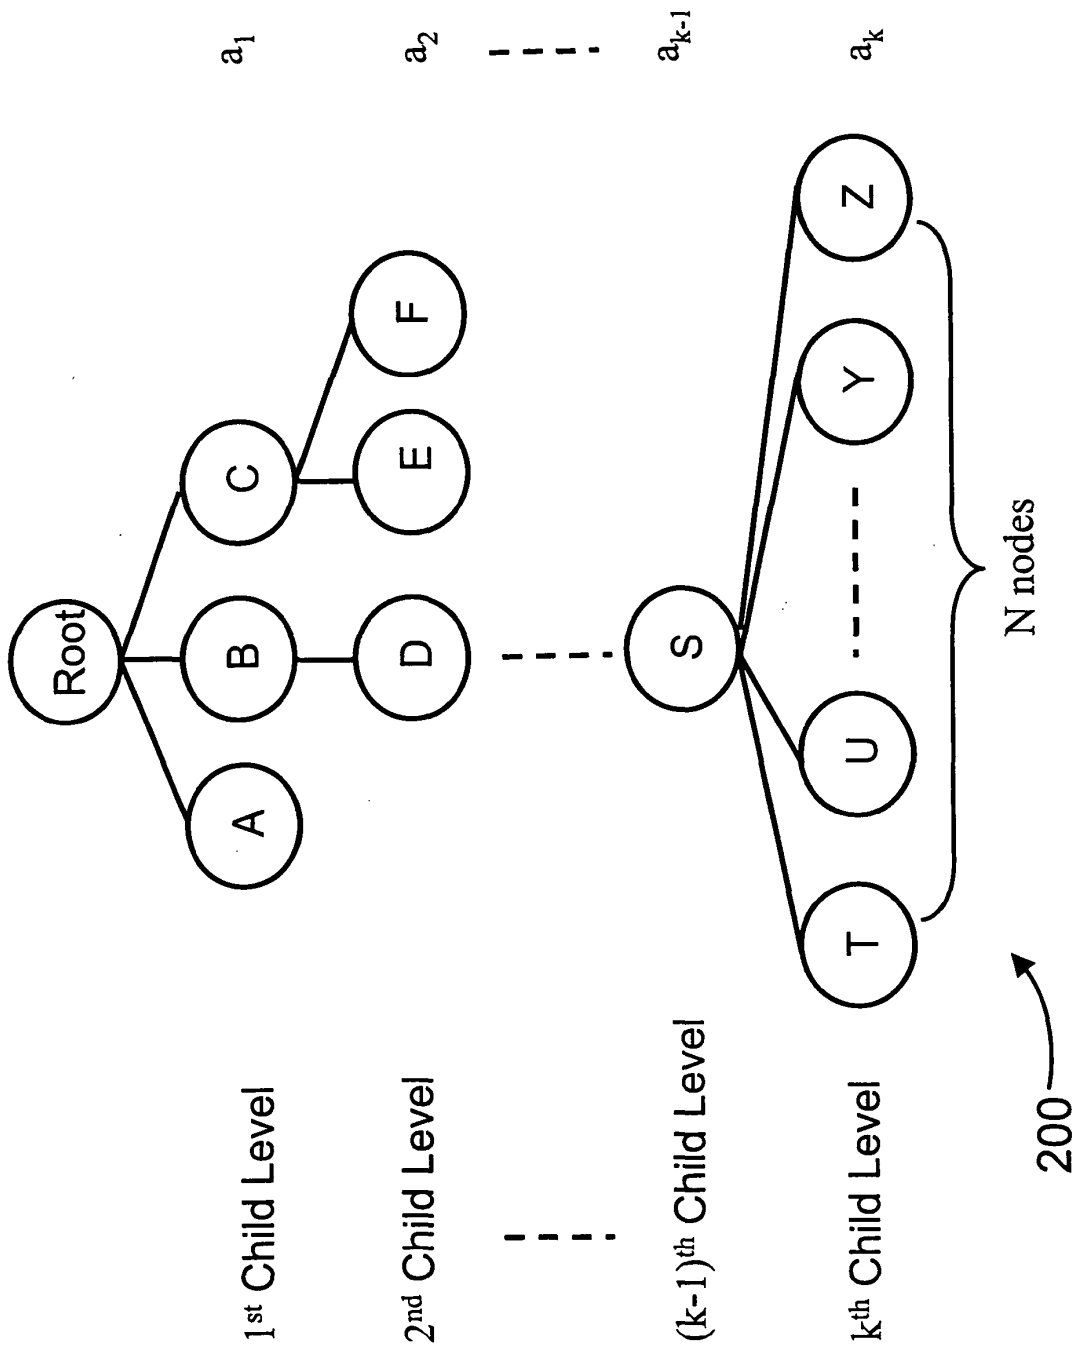 Root
1st Child Level A B C a1
2nd Child Level D E F a2
(k-1)th Child Level S ak-1
kth Child Level T U Y Z ak
N nodes
200